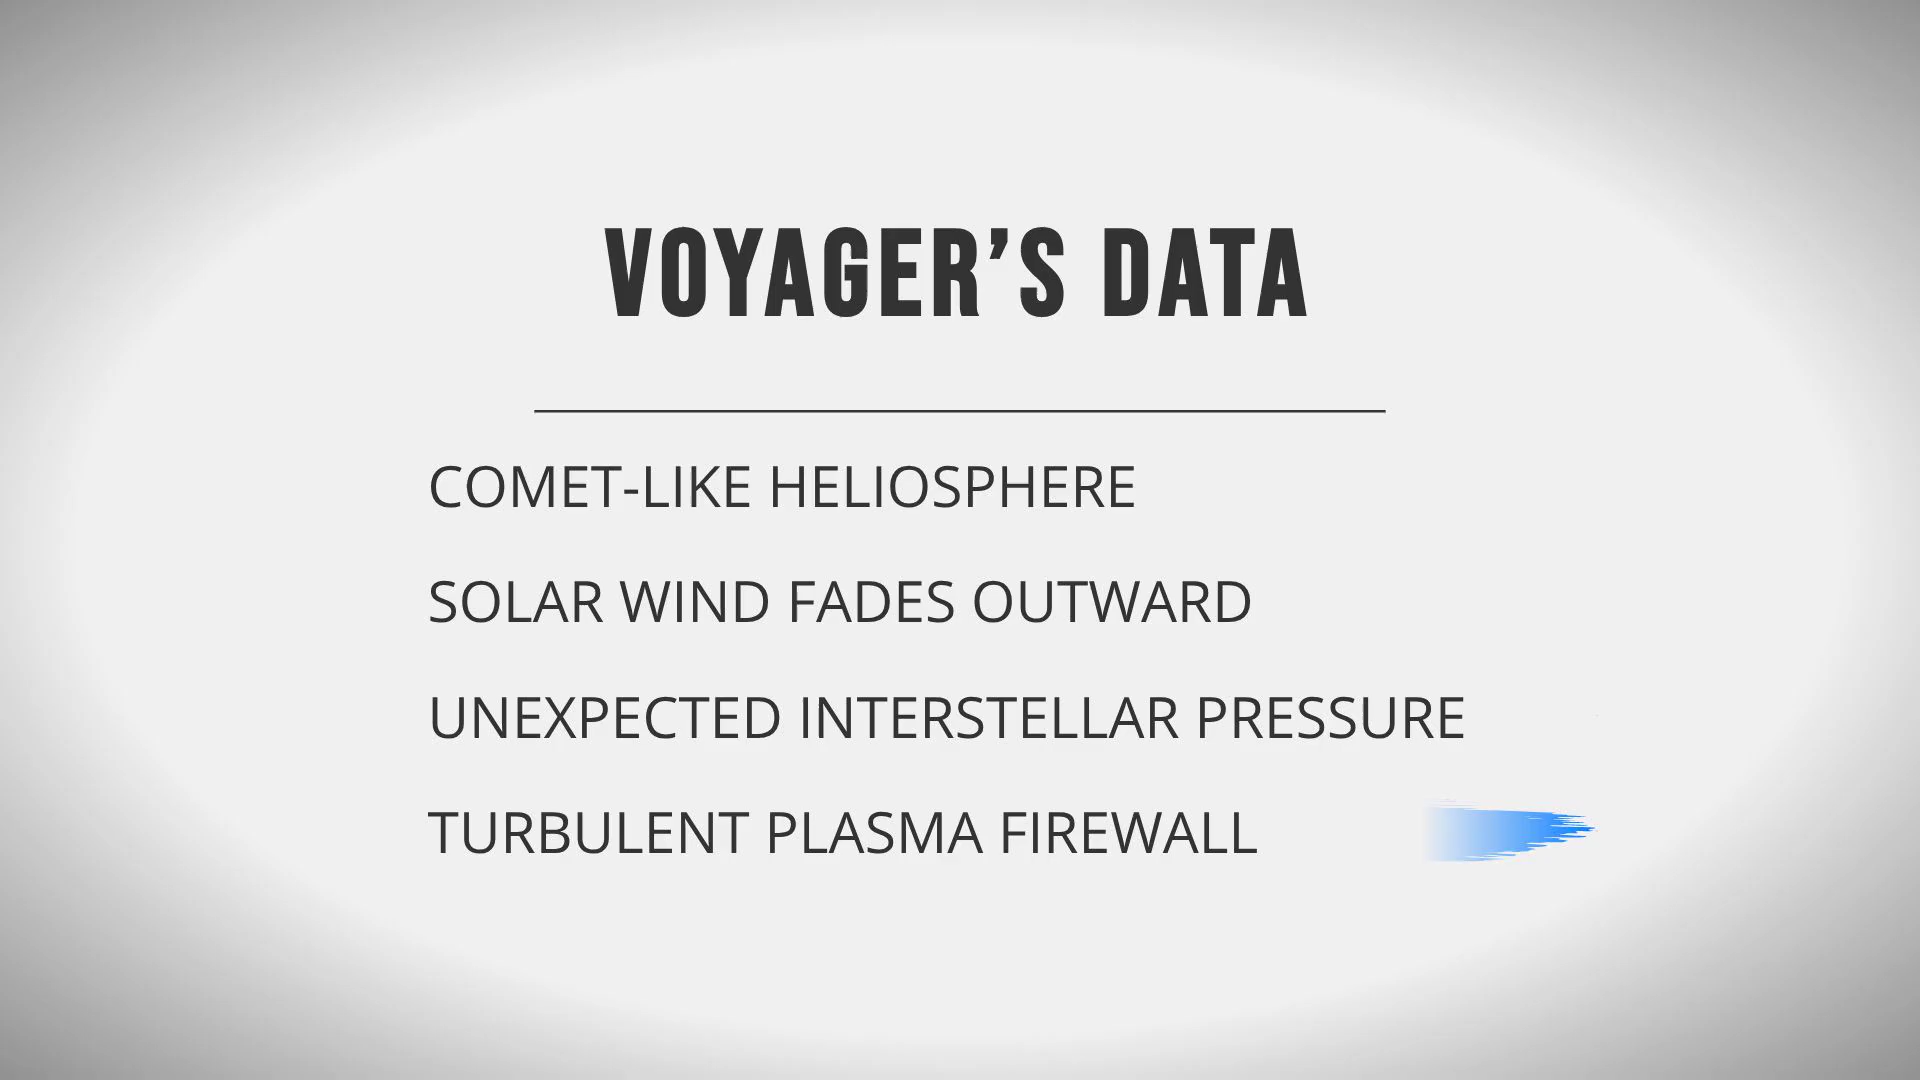 VOYAGER’S DATA
COMET-LIKE HELIOSPHERE
SOLAR WIND FADES OUTWARD
UNEXPECTED INTERSTELLAR PRESSURE
TURBULENT PLASMA FIREWALL